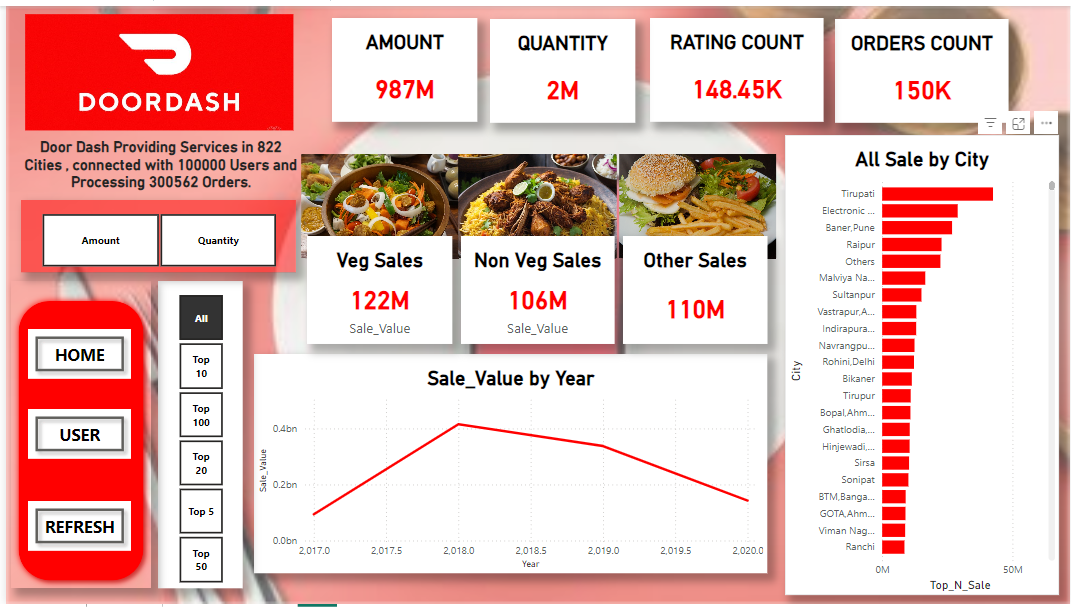 DOORDASH
Door Dash Providing Services in 822
Cities , connected with 100000 Users and
Processing 300562 Orders.
Amount
Quantity
HOME
USER
REFRESH
All
Top
10
Top
100
Top
20
Top 5
Top
50
AMOUNT
987M
QUANTITY
2M
RATING COUNT
148.45K
ORDERS COUNT
150K
Veg Sales
122M
Sale_Value
Non Veg Sales
106M
Sale_Value
Other Sales
110M
Sale_Value by Year
Sale_Value
0.4bn
0.2bn
0.0bn
2,017.0
2,017.5
2,018.0
2,018.5
2,019.0
2,019.5
2,020.0
Year
All Sale by City
City
Tirupati
Electronic ...
Baner,Pune
Raipur
Others
Malviya Na...
Sultanpur
Vastrapur,A...
Indirapura...
Navrangpu...
Rohini,Delhi
Bikaner
Tirupur
Bopal,Ahm...
Ghatlodia,...
Hinjewadi,...
Sirsa
Sonipat
BTM,Banga...
GOTA,Ahm...
Viman Nag...
Ranchi
0M
50M
Top_N_Sale